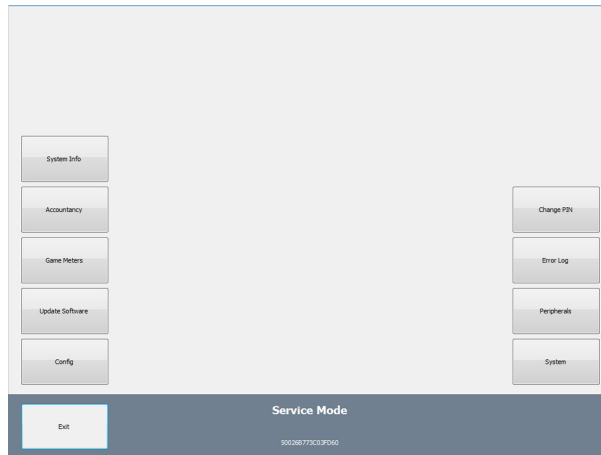 System Info
Accountancy
Change PIN
Game Meters
Error Log
Update Software
Peripherals
Config
System
Service Mode
Exit
50026B773C03FD60